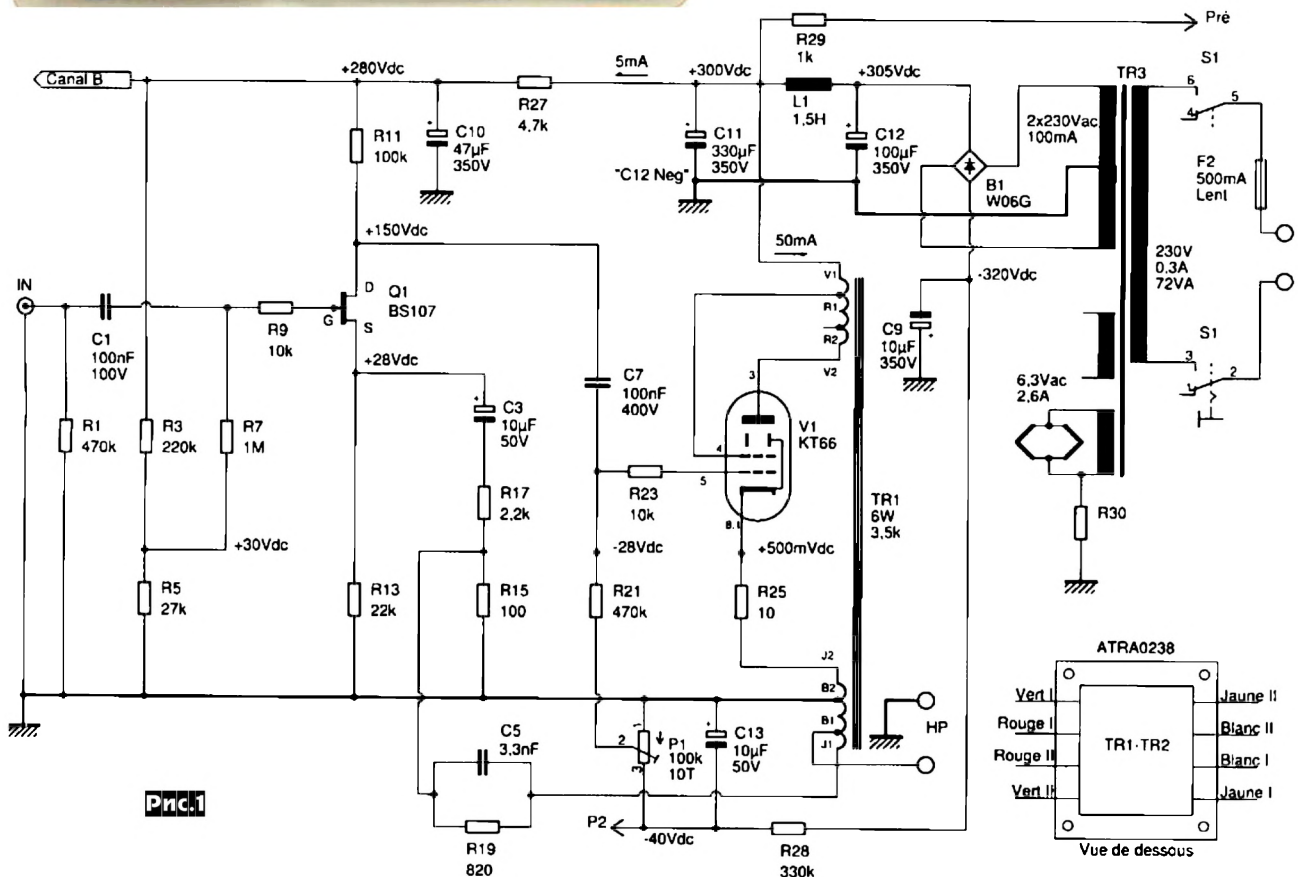 Pré
R29
1k
S1
Canal B
+280Vdc
5mA
+300Vdc
+305Vdc
TR3
6
5
4
R27
4,7k
L1
1,5H
2x230Vac
100mA
R11
100k
C10
47µF
350V
C11
330µF
350V
C12
100µF
350V
F2
500mA
Lent
"C12 Neg"
B1
W06G
+150Vdc
50mA
230V
0,3A
72VA
IN
D
Q1
BS107
G
S
V1
R1
R2
V2
-320Vdc
C1
100nF
100V
R9
10k
C9
10µF
350V
S1
3
2
+28Vdc
3
C7
100nF
400V
6,3Vac
2,6A
C3
10µF
50V
V1
KT66
4
5
R1
470k
R3
220k
R7
1M
R23
10k
TR1
6W
3,5k
R17
2,2k
8,1
R30
+30Vdc
-28Vdc
+500mVdc
R5
27k
R13
22k
R15
100
R21
470k
R25
10
ATRA0238
J2
B2
B1
J1
HP
Vert I
Rouge I
Rouge II
Vert II
TR1-TR2
Jaune II
Blanc II
Blanc I
Jaune I
Vue de dessous
C5
3,3nF
1
2
3
P1
100k
10T
C13
10µF
50V
Рис.1
R19
820
P2
-40Vdc
R28
330k